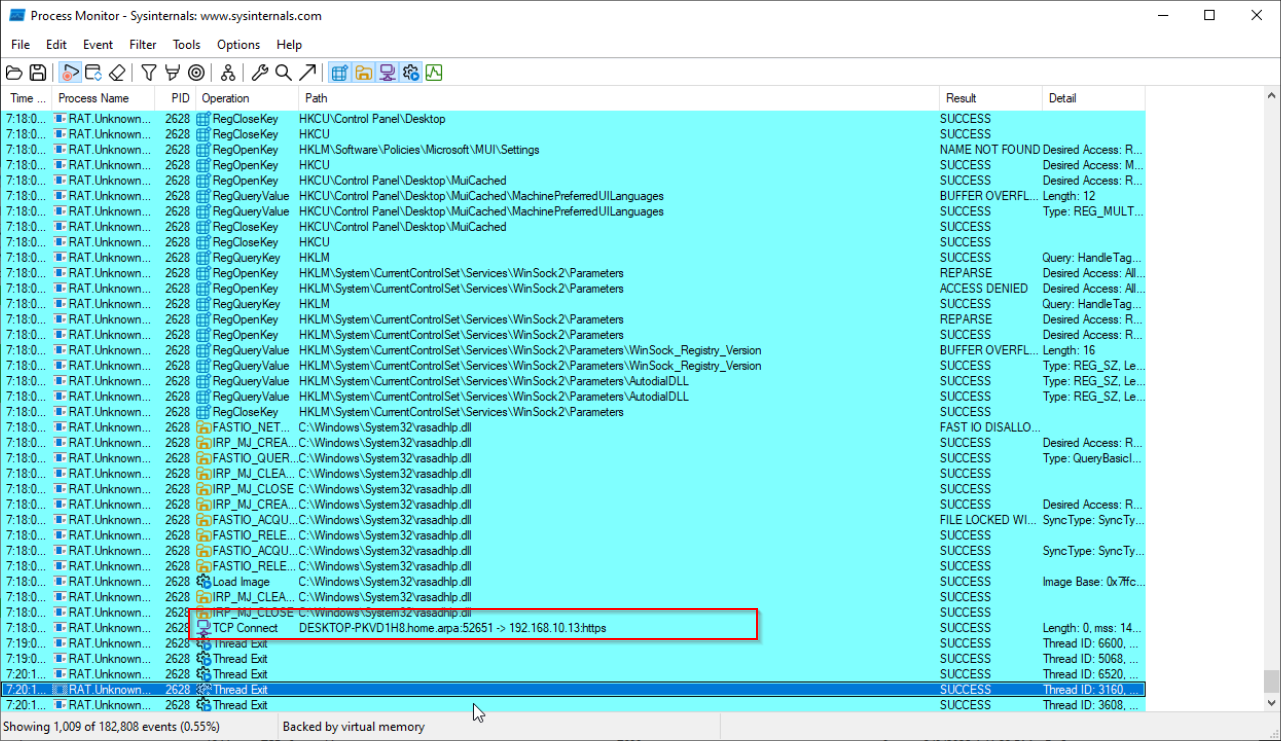 Process Monitor - Sysinternals: www.sysinternals.com
File Edit Event Filter Tools Options Help
Time ... Process Name PID Operation Path Result Detail
7:18:0... RAT.Unknown... 2628 RegCloseKey HKCU\Control Panel\Desktop SUCCESS
7:18:0... RAT.Unknown... 2628 RegCloseKey HKCU SUCCESS
7:18:0... RAT.Unknown... 2628 RegOpenKey HKLM\Software\Policies\Microsoft\MUI\Settings NAME NOT FOUND Desired Access: R...
7:18:0... RAT.Unknown... 2628 RegOpenKey HKCU SUCCESS Desired Access: M...
7:18:0... RAT.Unknown... 2628 RegOpenKey HKCU\Control Panel\Desktop\MuiCached SUCCESS Desired Access: R...
7:18:0... RAT.Unknown... 2628 RegQueryValue HKCU\Control Panel\Desktop\MuiCached\MachinePreferredUILanguages BUFFER OVERFL... Length: 12
7:18:0... RAT.Unknown... 2628 RegQueryValue HKCU\Control Panel\Desktop\MuiCached\MachinePreferredUILanguages SUCCESS Type: REG_MULT...
7:18:0... RAT.Unknown... 2628 RegCloseKey HKCU\Control Panel\Desktop\MuiCached SUCCESS
7:18:0... RAT.Unknown... 2628 RegCloseKey HKCU SUCCESS
7:18:0... RAT.Unknown... 2628 RegQueryKey HKLM SUCCESS Query: HandleTag...
7:18:0... RAT.Unknown... 2628 RegOpenKey HKLM\System\CurrentControlSet\Services\WinSock2\Parameters REPARSE Desired Access: All...
7:18:0... RAT.Unknown... 2628 RegOpenKey HKLM\System\CurrentControlSet\Services\WinSock2\Parameters ACCESS DENIED Desired Access: All...
7:18:0... RAT.Unknown... 2628 RegQueryKey HKLM SUCCESS Query: HandleTag...
7:18:0... RAT.Unknown... 2628 RegOpenKey HKLM\System\CurrentControlSet\Services\WinSock2\Parameters REPARSE Desired Access: R...
7:18:0... RAT.Unknown... 2628 RegOpenKey HKLM\System\CurrentControlSet\Services\WinSock2\Parameters SUCCESS Desired Access: R...
7:18:0... RAT.Unknown... 2628 RegQueryValue HKLM\System\CurrentControlSet\Services\WinSock2\Parameters\WinSock_Registry_Version BUFFER OVERFL... Length: 16
7:18:0... RAT.Unknown... 2628 RegQueryValue HKLM\System\CurrentControlSet\Services\WinSock2\Parameters\WinSock_Registry_Version SUCCESS Type: REG_SZ, Le...
7:18:0... RAT.Unknown... 2628 RegQueryValue HKLM\System\CurrentControlSet\Services\WinSock2\Parameters\AutodialDLL SUCCESS Type: REG_SZ, Le...
7:18:0... RAT.Unknown... 2628 RegQueryValue HKLM\System\CurrentControlSet\Services\WinSock2\Parameters\AutodialDLL SUCCESS Type: REG_SZ, Le...
7:18:0... RAT.Unknown... 2628 RegCloseKey HKLM\System\CurrentControlSet\Services\WinSock2\Parameters SUCCESS
7:18:0... RAT.Unknown... 2628 FASTIO_NET... C:\Windows\System32\rasadhlp.dll FAST IO DISALLO...
7:18:0... RAT.Unknown... 2628 IRP_MJ_CREA... C:\Windows\System32\rasadhlp.dll SUCCESS Desired Access: R...
7:18:0... RAT.Unknown... 2628 FASTIO_QUER... C:\Windows\System32\rasadhlp.dll SUCCESS Type: QueryBasicI...
7:18:0... RAT.Unknown... 2628 IRP_MJ_CLEA... C:\Windows\System32\rasadhlp.dll SUCCESS
7:18:0... RAT.Unknown... 2628 IRP_MJ_CLOSE C:\Windows\System32\rasadhlp.dll SUCCESS
7:18:0... RAT.Unknown... 2628 IRP_MJ_CREA... C:\Windows\System32\rasadhlp.dll SUCCESS Desired Access: R...
7:18:0... RAT.Unknown... 2628 FASTIO_ACQU... C:\Windows\System32\rasadhlp.dll FILE LOCKED WI... SyncType: SyncTy...
7:18:0... RAT.Unknown... 2628 FASTIO_RELE... C:\Windows\System32\rasadhlp.dll SUCCESS
7:18:0... RAT.Unknown... 2628 FASTIO_ACQU... C:\Windows\System32\rasadhlp.dll SUCCESS SyncType: SyncTy...
7:18:0... RAT.Unknown... 2628 FASTIO_RELE... C:\Windows\System32\rasadhlp.dll SUCCESS
7:18:0... RAT.Unknown... 2628 Load Image C:\Windows\System32\rasadhlp.dll SUCCESS Image Base: 0x7ffc...
7:18:0... RAT.Unknown... 2628 IRP_MJ_CLEA... C:\Windows\System32\rasadhlp.dll SUCCESS
7:18:0... RAT.Unknown... 2628 IRP_MJ_CLOSE C:\Windows\System32\rasadhlp.dll SUCCESS
7:18:0... RAT.Unknown... 2628 TCP Connect DESKTOP-PKVD1H8.home.arpa:52651 -> 192.168.10.13:https SUCCESS Length: 0, mss: 14...
7:19:0... RAT.Unknown... 2628 Thread Exit SUCCESS Thread ID: 6600, ...
7:19:0... RAT.Unknown... 2628 Thread Exit SUCCESS Thread ID: 5068, ...
7:20:1... RAT.Unknown... 2628 Thread Exit SUCCESS Thread ID: 6520, ...
7:20:1... RAT.Unknown... 2628 Thread Exit SUCCESS Thread ID: 3160, ...
7:20:1... RAT.Unknown... 2628 Thread Exit SUCCESS Thread ID: 3608, ...
Showing 1,009 of 182,808 events (0.55%) Backed by virtual memory